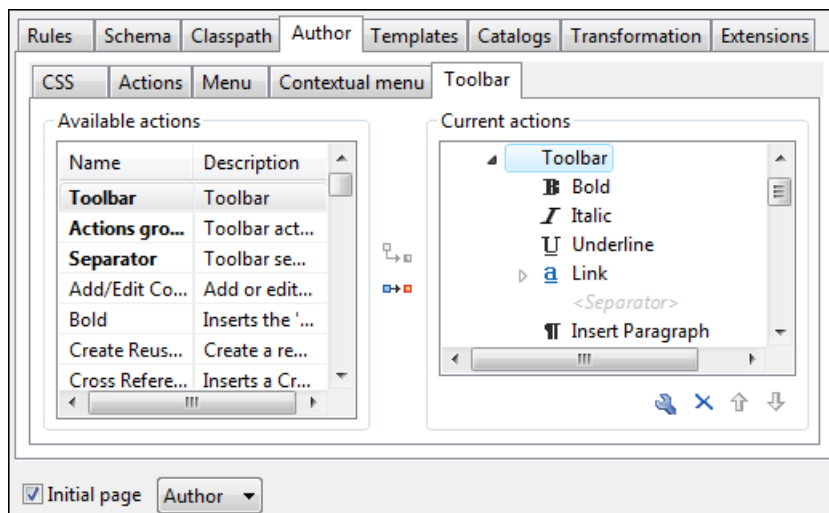 Rules Schema Classpath Author Templates Catalogs Transformation Extensions
CSS Actions Menu Contextual menu Toolbar
Available actions
Name Description
Toolbar Toolbar
Actions gro... Toolbar act...
Separator Toolbar se...
Add/Edit Co... Add or edit...
Bold Inserts the '...
Create Reus... Create a re...
Cross Refere... Inserts a Cr...
Current actions
Toolbar
B Bold
I Italic
U Underline
a Link
<Separator>
¶ Insert Paragraph
Initial page Author